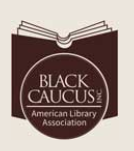 BLACK
CAUCUS INC.
American Library
Association